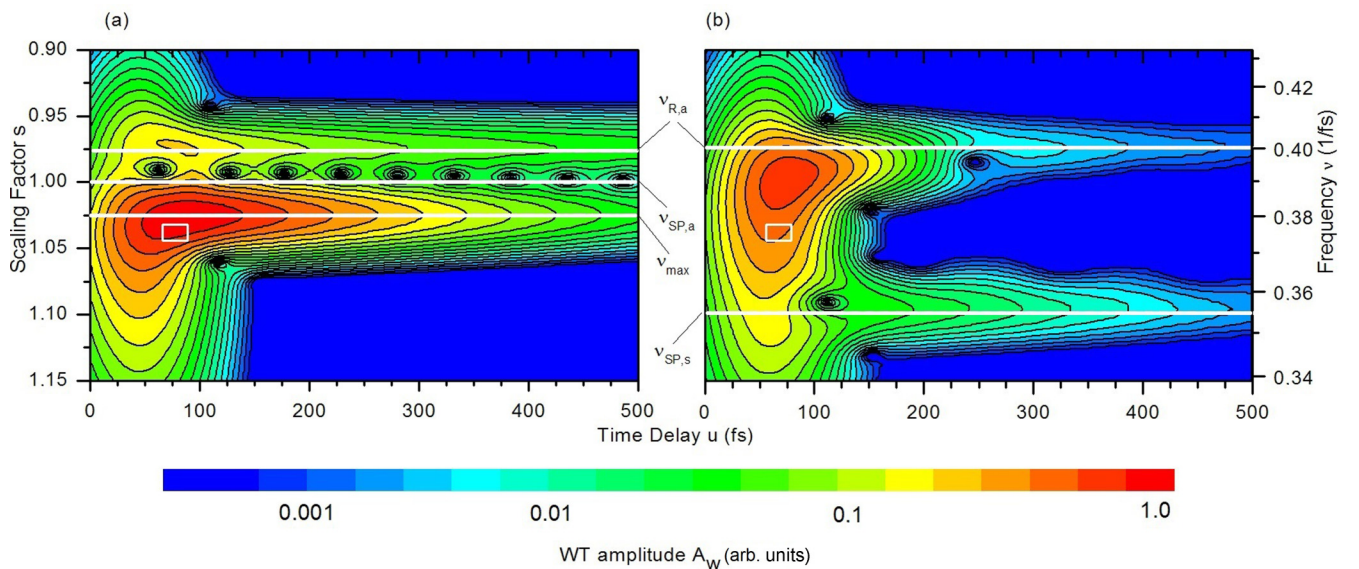 (a)
(b)
Scaling Factor s
0.90
0.95
1.00
1.05
1.10
1.15
0 100 200 300 400 500
ν_R,a
ν_SP,a
ν_max
ν_SP,s
0 100 200 300 400 500
0.42
0.40
0.38
0.36
0.34
Frequency ν (1/fs)
Time Delay u (fs)
0.001 0.01 0.1 1.0
WT amplitude A_W (arb. units)